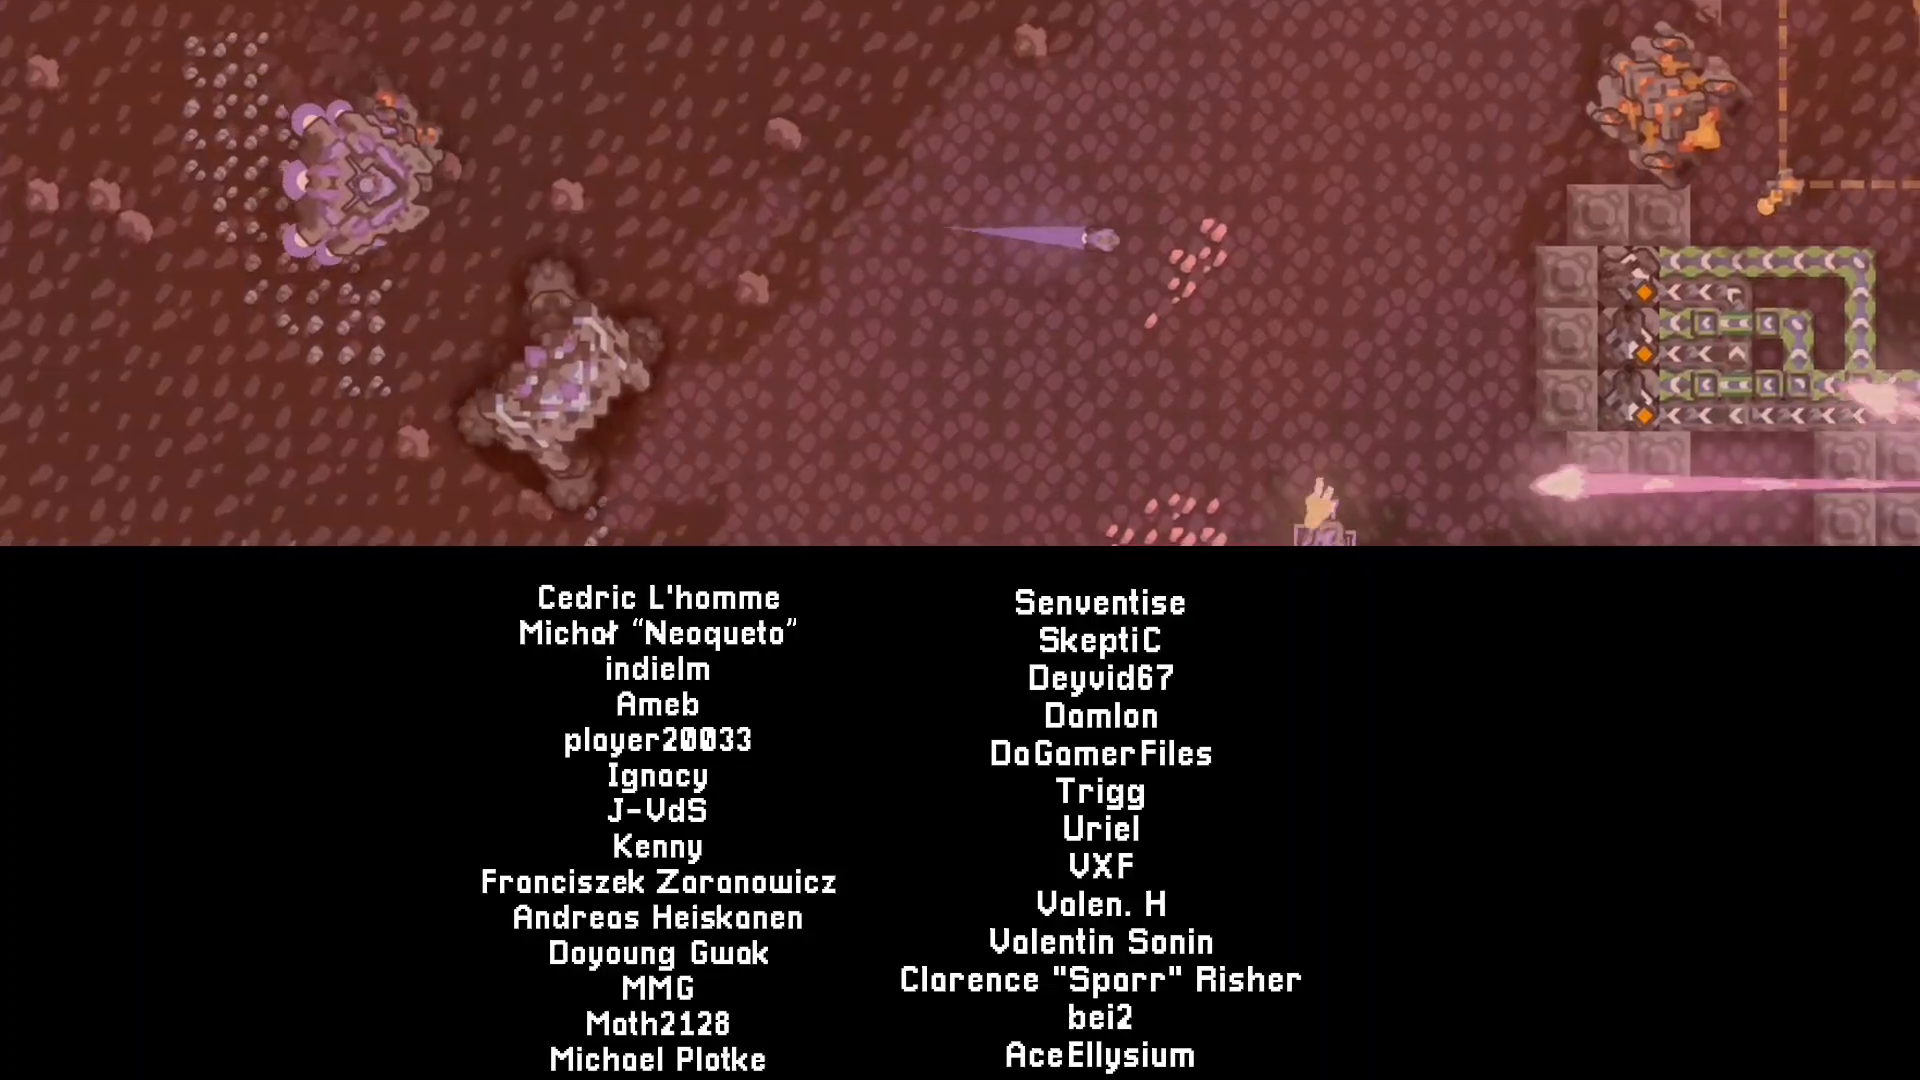 Cedric L'homme
Michał “Neoqueto”
indielm
Ameb
player20033
Ignacy
J-VdS
Kenny
Franciszek Zaranowicz
Andreas Heiskanen
Doyoung Gwak
MMG
Math2128
Michael Plotke
Senventise
SkeptiC
Deyvid67
Damlon
DaGamerFiles
Trigg
Uriel
VXF
Valen. H
Valentin Sonin
Clarence "Sparr" Risher
bei2
AceEllysium